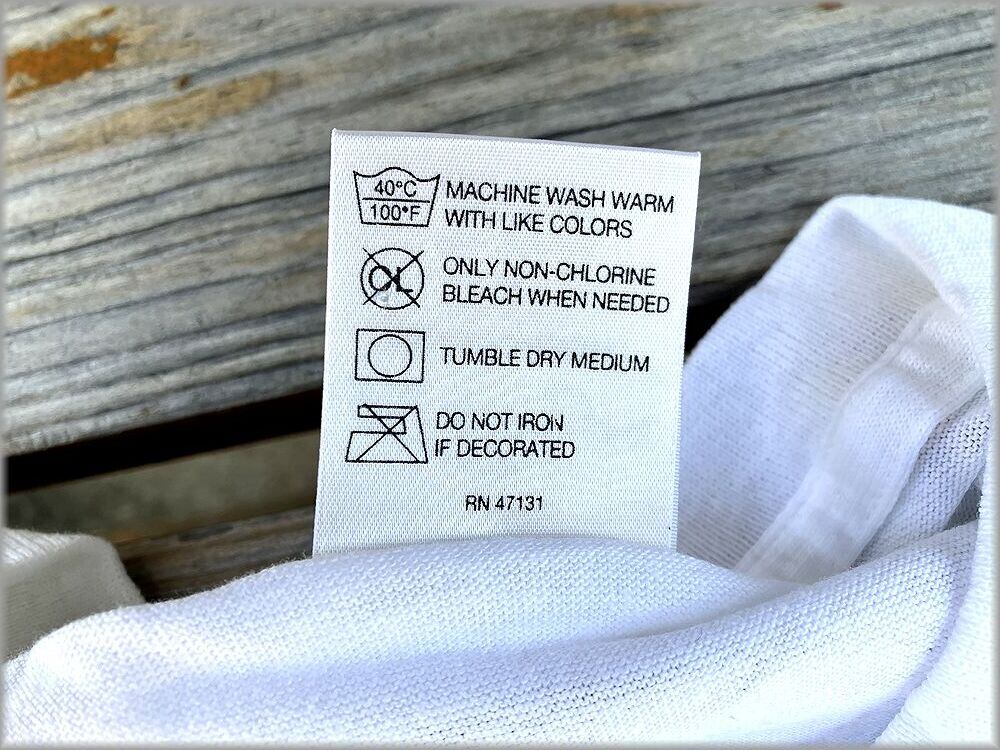 40°C
100°F
MACHINE WASH WARM
WITH LIKE COLORS
CL
ONLY NON-CHLORINE
BLEACH WHEN NEEDED
TUMBLE DRY MEDIUM
DO NOT IRON
IF DECORATED
RN 47131